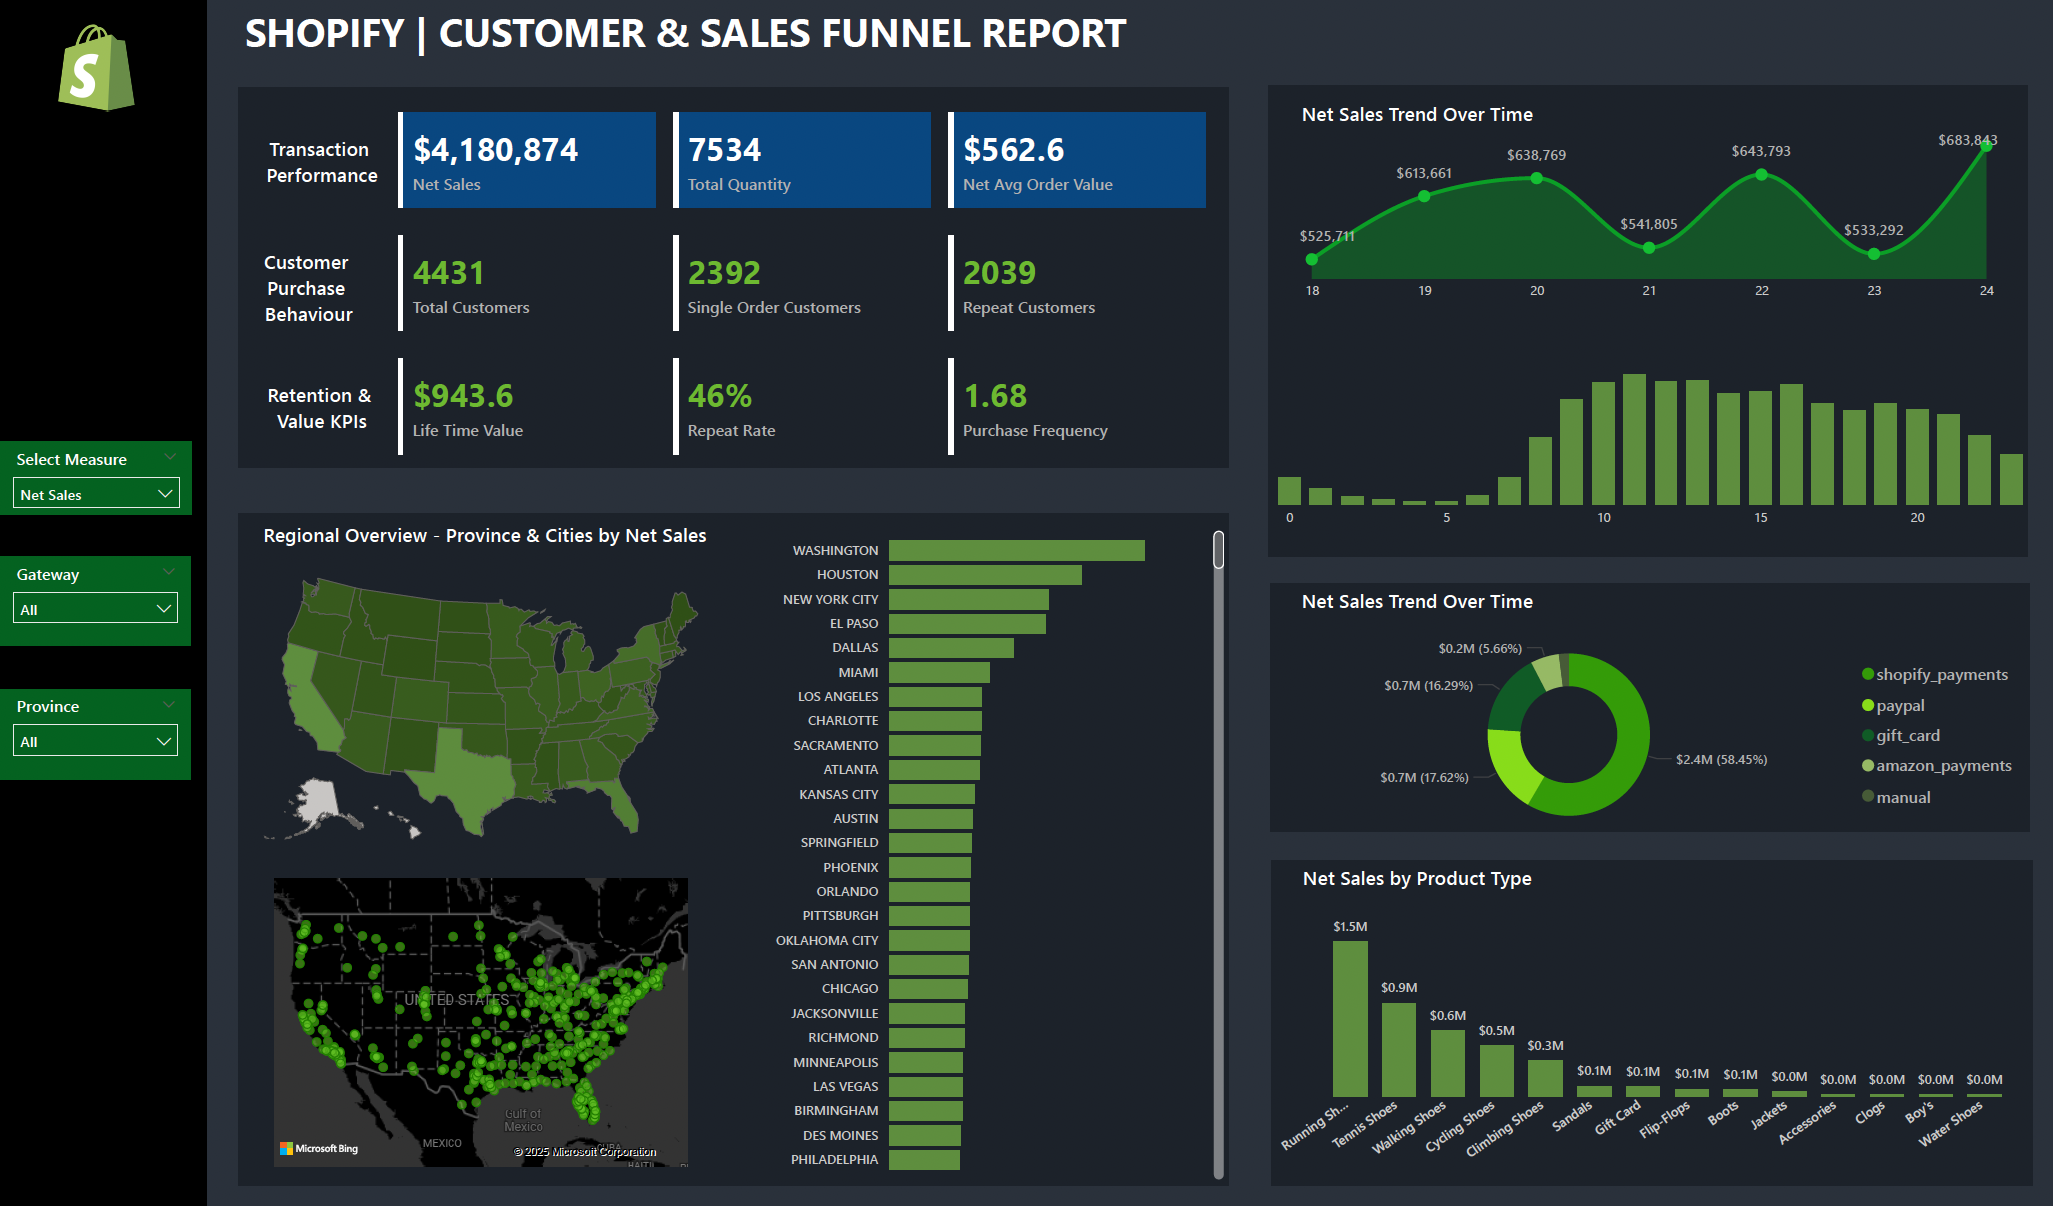 SHOPIFY | CUSTOMER & SALES FUNNEL REPORT
S
Select Measure
Net Sales
Gateway
All
Province
All
Transaction
Performance
$4,180,874
Net Sales
7534
Total Quantity
$562.6
Net Avg Order Value
Customer
Purchase
Behaviour
4431
Total Customers
2392
Single Order Customers
2039
Repeat Customers
Retention &
Value KPIs
$943.6
Life Time Value
46%
Repeat Rate
1.68
Purchase Frequency
Regional Overview - Province & Cities by Net Sales
UNITED STATES
Gulf of
Mexico
MEXICO
CUBA
HAITI
Microsoft Bing
© 2025 Microsoft Corporation
WASHINGTON
HOUSTON
NEW YORK CITY
EL PASO
DALLAS
MIAMI
LOS ANGELES
CHARLOTTE
SACRAMENTO
ATLANTA
KANSAS CITY
AUSTIN
SPRINGFIELD
PHOENIX
ORLANDO
PITTSBURGH
OKLAHOMA CITY
SAN ANTONIO
CHICAGO
JACKSONVILLE
RICHMOND
MINNEAPOLIS
LAS VEGAS
BIRMINGHAM
DES MOINES
PHILADELPHIA
Net Sales Trend Over Time
$525,711
$613,661
$638,769
$541,805
$643,793
$533,292
$683,843
18 19 20 21 22 23 24
0 5 10 15 20
Net Sales Trend Over Time
$0.2M (5.66%)
$0.7M (16.29%)
$0.7M (17.62%)
$2.4M (58.45%)
shopify_payments
paypal
gift_card
amazon_payments
manual
Net Sales by Product Type
$1.5M
$0.9M
$0.6M
$0.5M
$0.3M
$0.1M
$0.1M
$0.1M
$0.1M
$0.0M
$0.0M
$0.0M
$0.0M
$0.0M
Running Sh...
Tennis Shoes
Walking Shoes
Cycling Shoes
Climbing Shoes
Sandals
Gift Card
Flip-Flops
Boots
Jackets
Accessories
Clogs
Boy's
Water Shoes